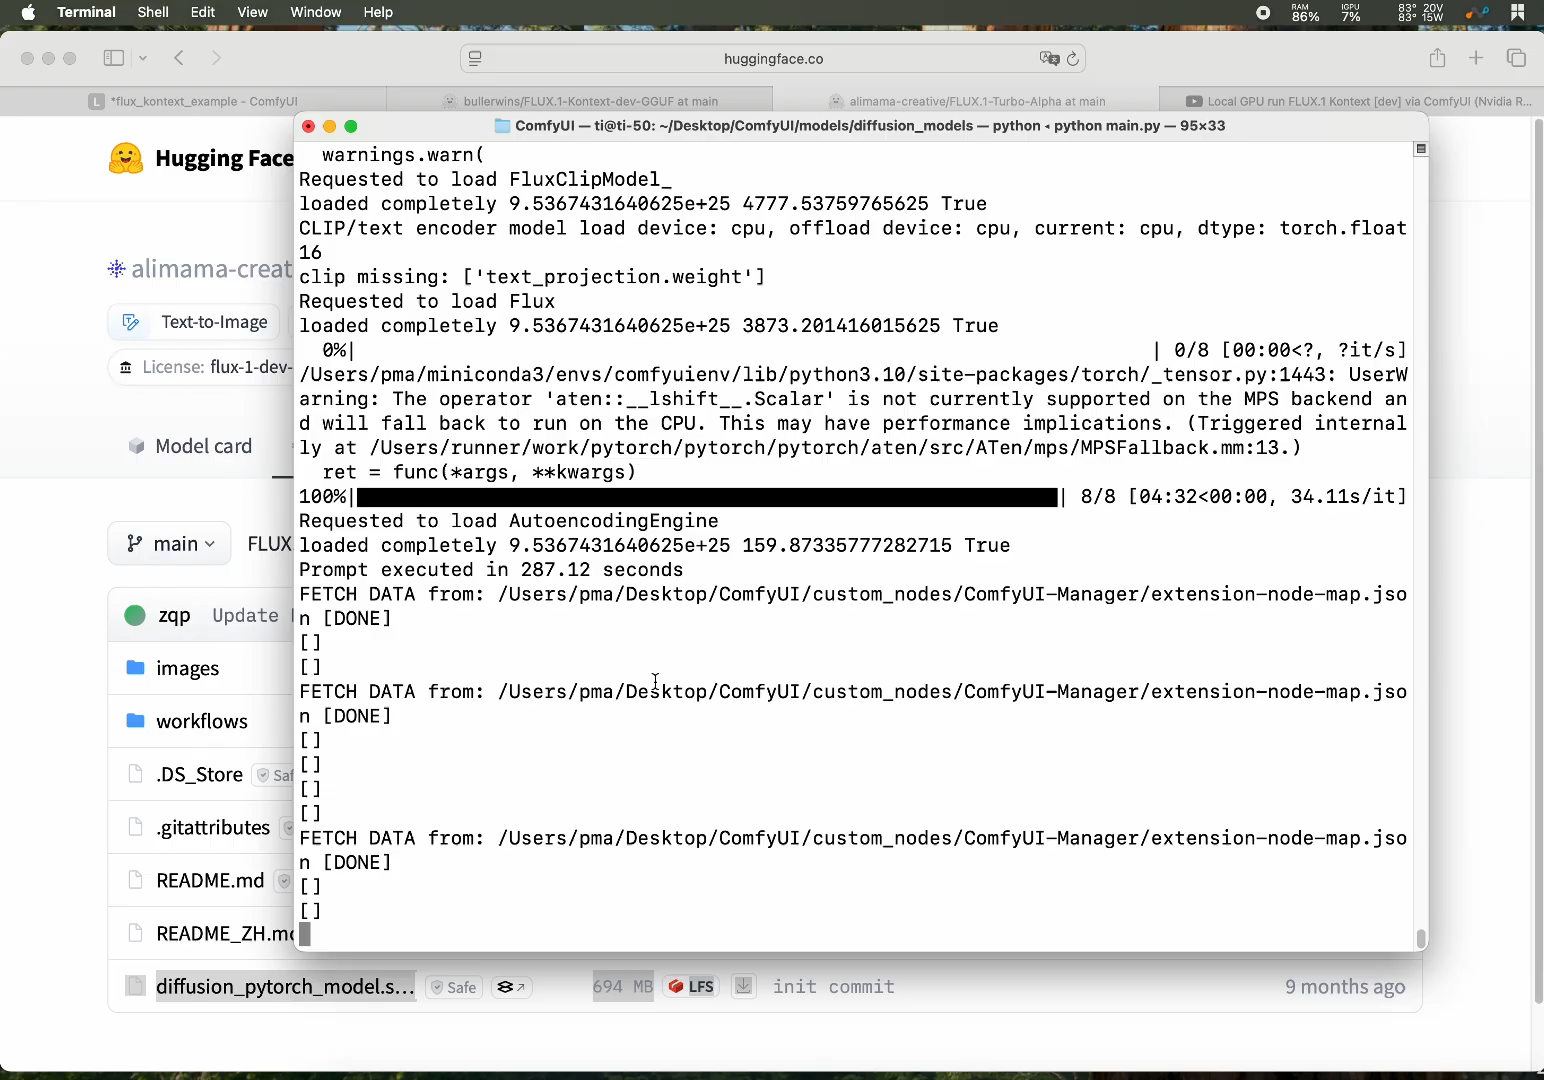 Terminal Shell Edit View Window Help
RAM 86% IGPU 7% 83° 20V 83° 15W
huggingface.co
L *flux_kontext_example - ComfyUI
bullerwins/FLUX.1-Kontext-dev-GGUF at main
alimama-creative/FLUX.1-Turbo-Alpha at main
Local GPU run FLUX.1 Kontext [dev] via ComfyUI (Nvidia R...
Hugging Face
alimama-creat
Text-to-Image
License: flux-1-dev-
Model card
main FLUX
zqp Update
images
workflows
.DS_Store Saf
.gitattributes
README.md
README_ZH.m
diffusion_pytorch_model.s... Safe 694 MB LFS init commit 9 months ago
ComfyUI — ti@ti-50: ~/Desktop/ComfyUI/models/diffusion_models — python ◂ python main.py — 95×33
warnings.warn(
Requested to load FluxClipModel_
loaded completely 9.5367431640625e+25 4777.53759765625 True
CLIP/text encoder model load device: cpu, offload device: cpu, current: cpu, dtype: torch.float
16
clip missing: ['text_projection.weight']
Requested to load Flux
loaded completely 9.5367431640625e+25 3873.201416015625 True
0%| | 0/8 [00:00<?, ?it/s]
/Users/pma/miniconda3/envs/comfyuienv/lib/python3.10/site-packages/torch/_tensor.py:1443: UserW
arning: The operator 'aten::__lshift__.Scalar' is not currently supported on the MPS backend an
d will fall back to run on the CPU. This may have performance implications. (Triggered internal
ly at /Users/runner/work/pytorch/pytorch/pytorch/aten/src/ATen/mps/MPSFallback.mm:13.)
ret = func(*args, **kwargs)
100%| | 8/8 [04:32<00:00, 34.11s/it]
Requested to load AutoencodingEngine
loaded completely 9.5367431640625e+25 159.87335777282715 True
Prompt executed in 287.12 seconds
FETCH DATA from: /Users/pma/Desktop/ComfyUI/custom_nodes/ComfyUI-Manager/extension-node-map.jso
n [DONE]
[]
[]
FETCH DATA from: /Users/pma/Desktop/ComfyUI/custom_nodes/ComfyUI-Manager/extension-node-map.jso
n [DONE]
[]
[]
[]
[]
FETCH DATA from: /Users/pma/Desktop/ComfyUI/custom_nodes/ComfyUI-Manager/extension-node-map.jso
n [DONE]
[]
[]